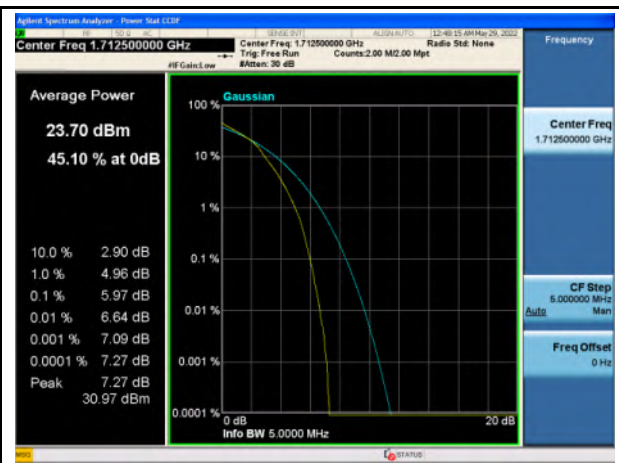 Agilent Spectrum Analyzer - Power Stat CCDF
RF 50 Ω AC SENSE:INT ALIGN AUTO 12:48:15 AM May 29, 2022
Center Freq 1.712500000 GHz
Center Freq: 1.712500000 GHz Radio Std: None
Trig: Free Run Counts:2.00 M/2.00 Mpt
#IFGain:Low #Atten: 30 dB
Frequency
Average Power
23.70 dBm
45.10 % at 0dB
10.0 % 2.90 dB
1.0 % 4.96 dB
0.1 % 5.97 dB
0.01 % 6.64 dB
0.001 % 7.09 dB
0.0001 % 7.27 dB
Peak 7.27 dB
30.97 dBm
Gaussian
100 %
10 %
1 %
0.1 %
0.01 %
0.001 %
0.0001 %
0 dB 20 dB
Info BW 5.0000 MHz
Center Freq
1.712500000 GHz
CF Step
5.000000 MHz
Auto Man
Freq Offset
0 Hz
MSG STATUS